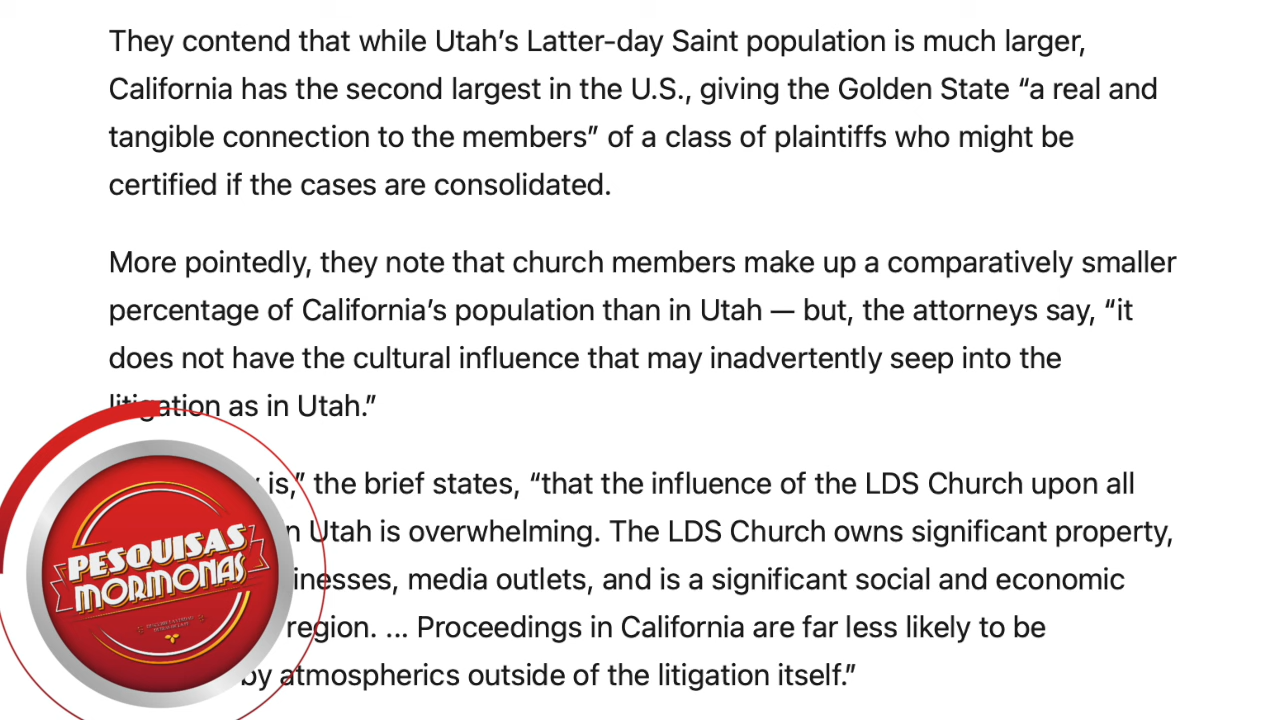 They contend that while Utah’s Latter-day Saint population is much larger,
California has the second largest in the U.S., giving the Golden State “a real and
tangible connection to the members” of a class of plaintiffs who might be
certified if the cases are consolidated.
More pointedly, they note that church members make up a comparatively smaller
percentage of California’s population than in Utah — but, the attorneys say, “it
does not have the cultural influence that may inadvertently seep into the
litigation as in Utah.”
is,” the brief states, “that the influence of the LDS Church upon all
Utah is overwhelming. The LDS Church owns significant property,
media outlets, and is a significant social and economic
region. ... Proceedings in California are far less likely to be
by atmospherics outside of the litigation itself.”
PESQUISAS
MORMONAS